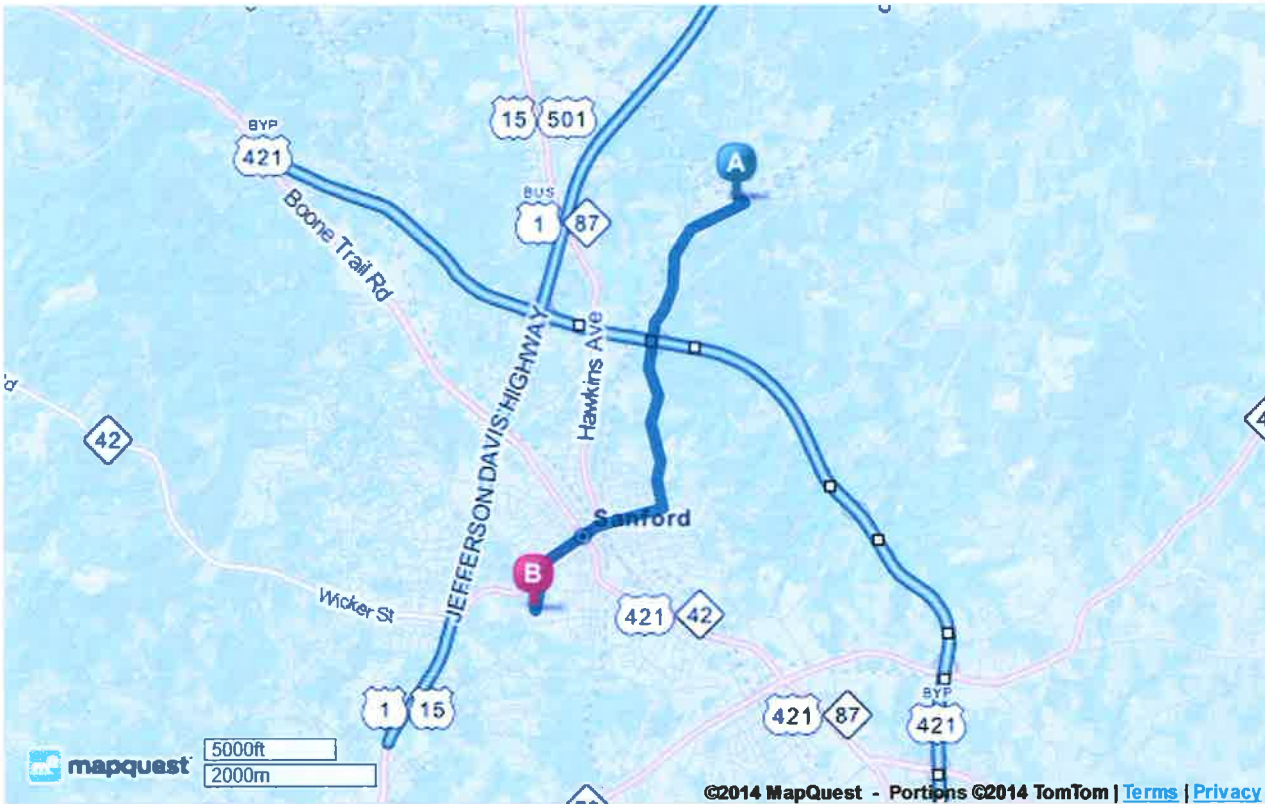 15 501
A
BYP
421
BUS
1 87
Boone Trail Rd
JEFFERSON DAVIS HIGHWAY
Hawkins Ave
42
Sanford
B
Wicker St
421 42
1 15
421 87
BYP
421
mapquest
5000ft
2000m
©2014 MapQuest - Portions ©2014 TomTom | Terms | Privacy